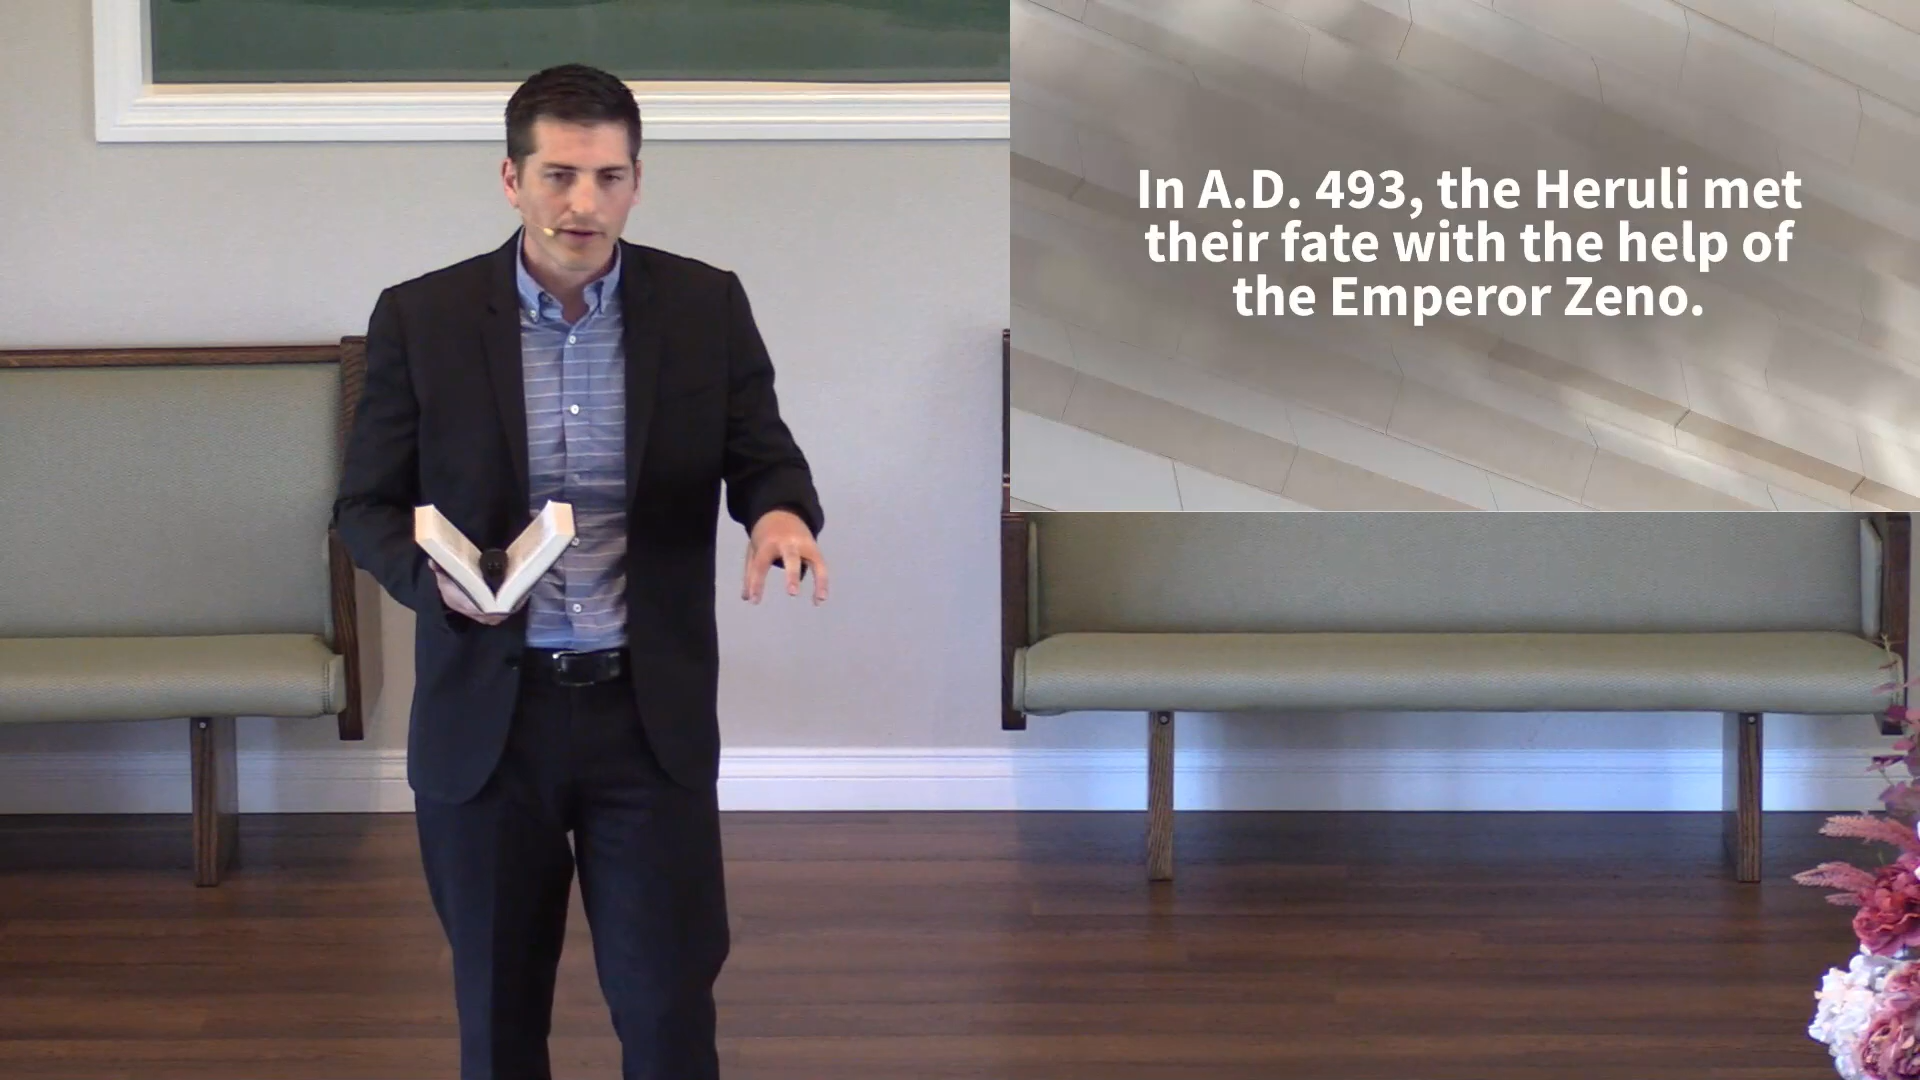 In A.D. 493, the Heruli met
their fate with the help of
the Emperor Zeno.